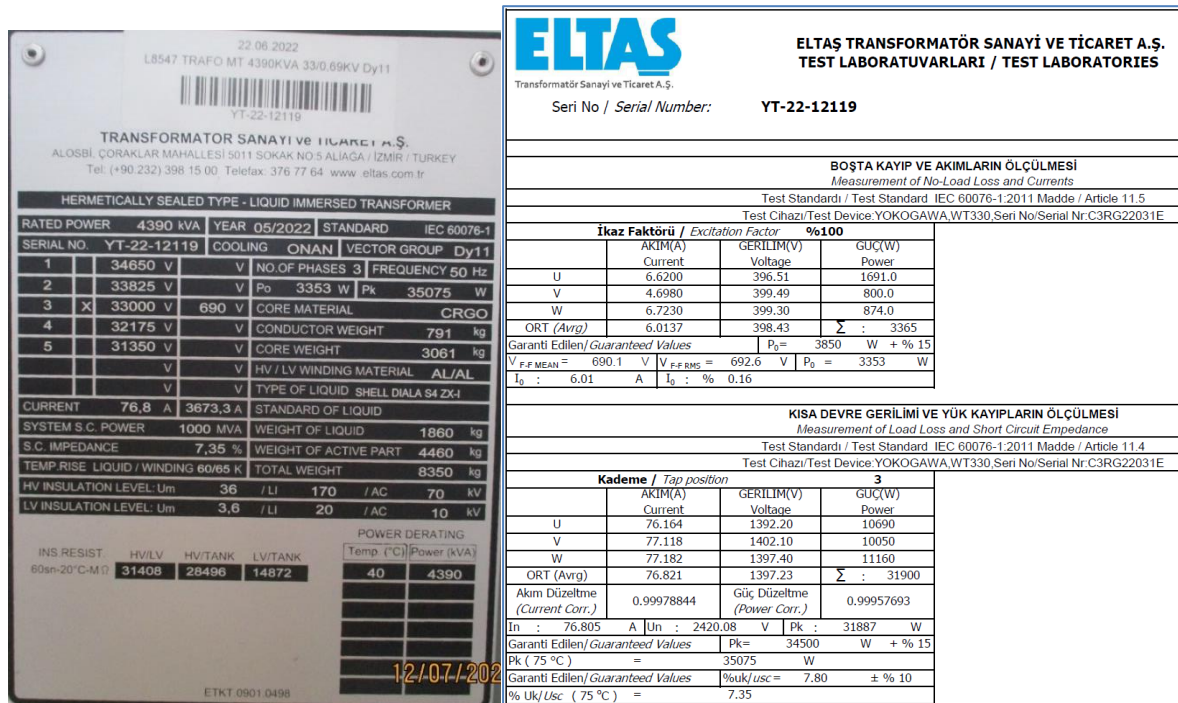 22.06.2022
L8547 TRAFO MT 4390KVA 33/0,69KV Dy11
YT-22-12119
TRANSFORMATOR SANAYİ ve TİCARET A.Ş.
ALOSBİ, ÇORAKLAR MAHALLESİ 5011 SOKAK NO:5 ALİAGA / İZMİR / TURKEY
Tel: (+90.232) 398 15 00 Telefax: 376 77 64 www.eltas.com.tr
HERMETICALLY SEALED TYPE - LIQUID IMMERSED TRANSFORMER
RATED POWER 4390 kVA YEAR 05/2022 STANDARD IEC 60076-1
SERIAL NO. YT-22-12119 COOLING ONAN VECTOR GROUP Dy11
1 34650 V V NO.OF PHASES 3 FREQUENCY 50 Hz
2 33825 V V Po 3353 W Pk 35075 W
3 X 33000 V 690 V CORE MATERIAL CRGO
4 32175 V V CONDUCTOR WEIGHT 791 kg
5 31350 V V CORE WEIGHT 3061 kg
V V HV / LV WINDING MATERIAL AL/AL
V V TYPE OF LIQUID SHELL DIALA S4 ZX-I
CURRENT 76,8 A 3673,3 A STANDARD OF LIQUID
SYSTEM S.C. POWER 1000 MVA WEIGHT OF LIQUID 1860 kg
S.C. IMPEDANCE 7,35 % WEIGHT OF ACTIVE PART 4460 kg
TEMP.RISE LIQUID / WINDING 60/65 K TOTAL WEIGHT 8350 kg
HV INSULATION LEVEL: Um 36 / LI 170 / AC 70 kV
LV INSULATION LEVEL: Um 3,6 / LI 20 / AC 10 kV
POWER DERATING
INS.RESIST HV/LV HV/TANK LV/TANK Temp (°C) Power (kVA)
60sn-20°C-MΩ 31408 28496 14872 40 4390
12/07/202
ETKT.0901.0498
ELTAŞ
Transformatör Sanayi ve Ticaret A.Ş.
ELTAŞ TRANSFORMATÖR SANAYİ VE TİCARET A.Ş.
TEST LABORATUVARLARI / TEST LABORATORIES
Seri No / Serial Number: YT-22-12119
BOŞTA KAYIP VE AKIMLARIN ÖLÇÜLMESİ
Measurement of No-Load Loss and Currents
Test Standardı / Test Standard IEC 60076-1:2011 Madde / Article 11.5
Test Cihazı/Test Device:YOKOGAWA,WT330,Seri No/Serial Nr:C3RG22031E
İkaz Faktörü / Excitation Factor %100
AKIM(A) GERILIM(V) GUÇ(W)
Current Voltage Power
U 6.6200 396.51 1691.0
V 4.6980 399.49 800.0
W 6.7230 399.30 874.0
ORT (Avrg) 6.0137 398.43 Σ : 3365
Garanti Edilen/Guaranteed Values P0= 3850 W + % 15
V F-F MEAN = 690.1 V V F-F RMS = 692.6 V P0 = 3353 W
I0 : 6.01 A I0 : % 0.16
KISA DEVRE GERİLİMİ VE YÜK KAYIPLARIN ÖLÇÜLMESİ
Measurement of Load Loss and Short Circuit Empedance
Test Standardı / Test Standard IEC 60076-1:2011 Madde / Article 11.4
Test Cihazı/Test Device:YOKOGAWA,WT330,Seri No/Serial Nr:C3RG22031E
Kademe / Tap position 3
AKIM(A) GERILIM(V) GUÇ(W)
Current Voltage Power
U 76.164 1392.20 10690
V 77.118 1402.10 10050
W 77.182 1397.40 11160
ORT (Avrg) 76.821 1397.23 Σ : 31900
Akım Düzeltme Güç Düzeltme
0.99978844 0.99957693
(Current Corr.) (Power Corr.)
In : 76.805 A Un : 2420.08 V Pk : 31887 W
Garanti Edilen/Guaranteed Values Pk= 34500 W + % 15
Pk ( 75 °C ) = 35075 W
Garanti Edilen/Guaranteed Values %uk/usc = 7.80 ± % 10
% Uk/Usc ( 75 °C ) = 7.35